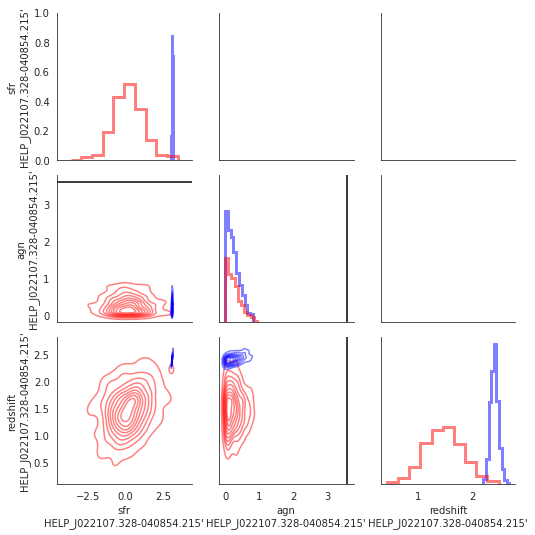 1.0
0.8
0.6
0.4
0.2
0.0
sfr
HELP_J022107.328-040854.215'
3
2
1
0
agn
HELP_J022107.328-040854.215'
2.5
2.0
1.5
1.0
0.5
redshift
HELP_J022107.328-040854.215'
−2.5 0.0 2.5
sfr
HELP_J022107.328-040854.215'
0 1 2 3
agn
HELP_J022107.328-040854.215'
1 2
redshift
HELP_J022107.328-040854.215'